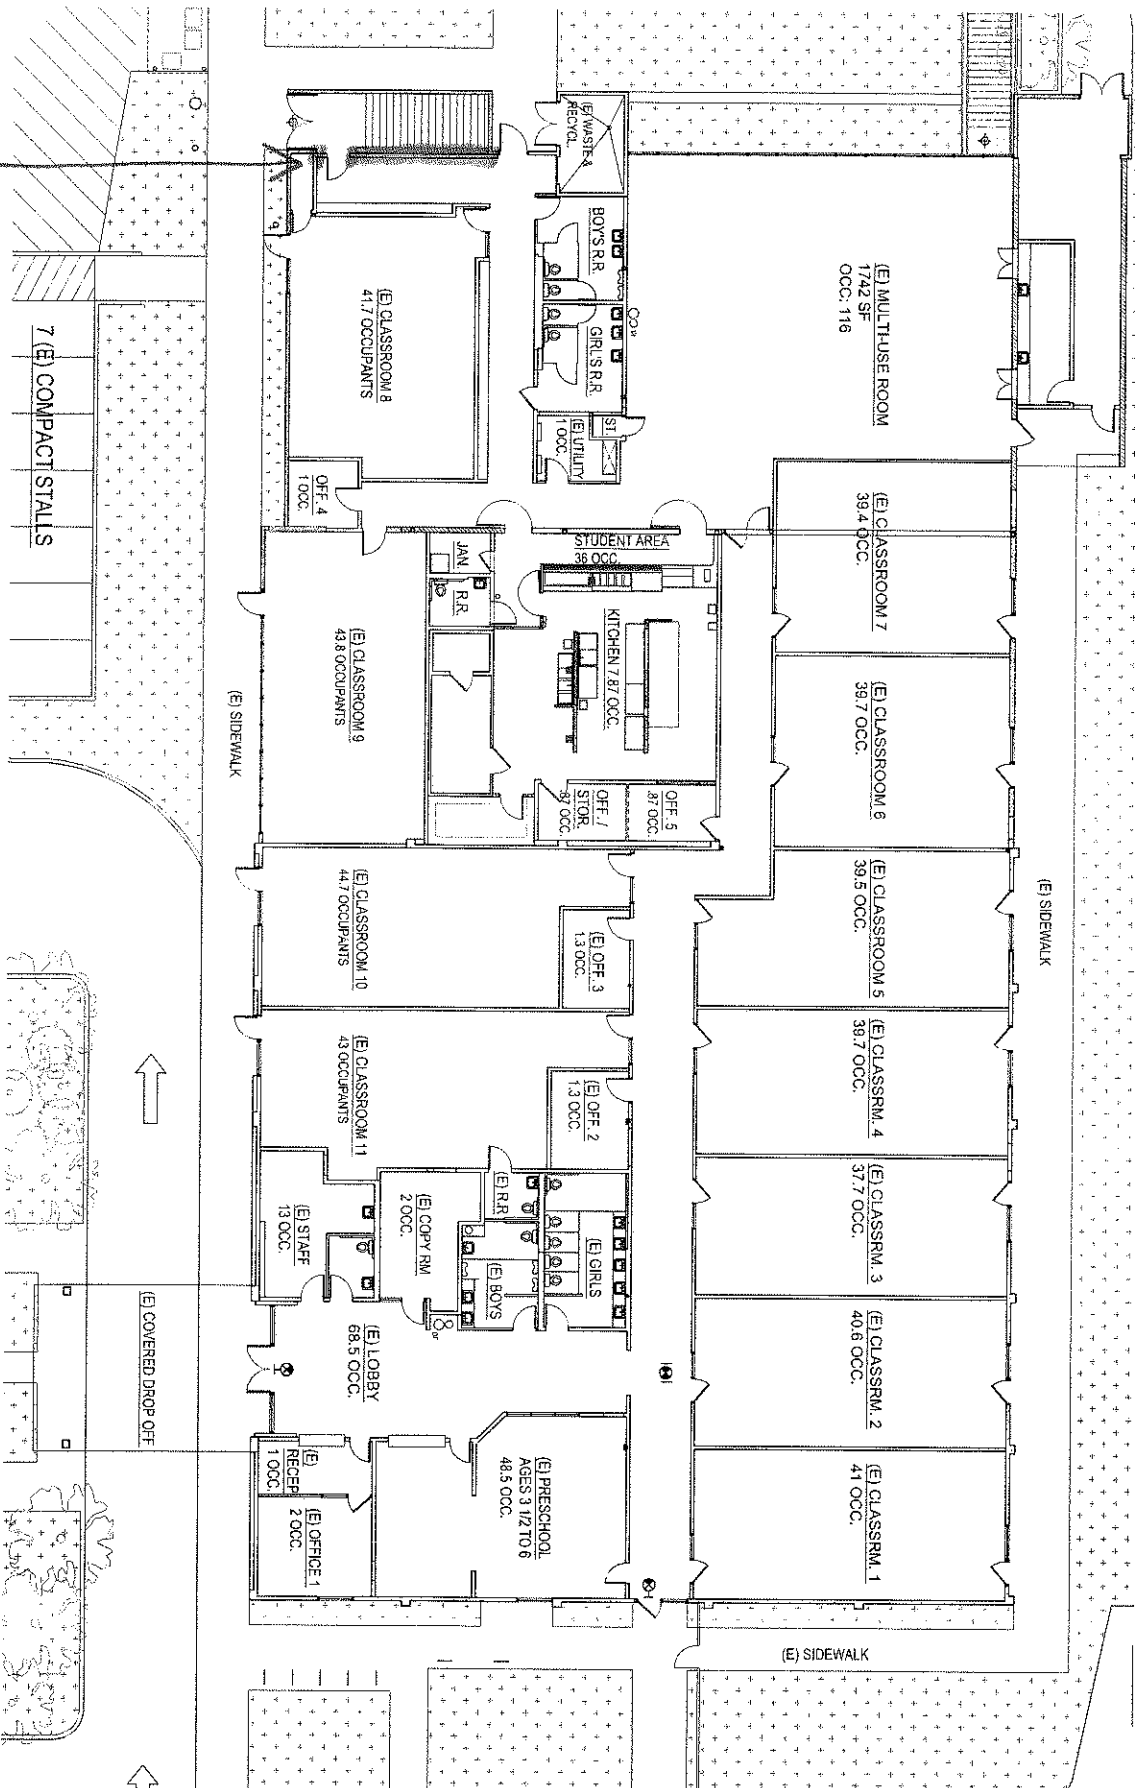 (E) WASTE &
RECYCL.
BOY'S R.R.
GIRL'S R.R.
(E) MULTI-USE ROOM
1742 SF
OCC: 116
(E) CLASSROOM 8
41.7 OCCUPANTS
ST.
(E) UTILITY
1 OCC.
OFF. 4
1 OCC.
7 (E) COMPACT STALLS
STUDENT AREA
36 OCC.
(E) CLASSROOM 7
39.4 OCC.
JAN.
R.R.
KITCHEN 7.87 OCC.
(E) CLASSROOM 9
43.8 OCCUPANTS
(E) SIDEWALK
(E) CLASSROOM 6
39.7 OCC.
OFF. /
STOR.
.87 OCC.
OFF. 5
.87 OCC.
(E) CLASSROOM 10
44.7 OCCUPANTS
(E) OFF. 3
1.3 OCC.
(E) CLASSROOM 5
39.5 OCC.
(E) SIDEWALK
(E) CLASSROOM 11
43 OCCUPANTS
(E) OFF. 2
1.3 OCC.
(E) CLASSRM. 4
39.7 OCC.
(E) STAFF
13 OCC.
(E) COPY RM
2 OCC.
(E) R.R
(E) BOYS
(E) GIRLS
(E) CLASSRM. 3
37.7 OCC.
(E) COVERED DROP OFF
(E) LOBBY
68.5 OCC.
(E) CLASSRM. 2
40.6 OCC.
(E)
RECEP
1 OCC.
(E) OFFICE 1
2 OCC.
(E) PRESCHOOL
AGES 3 1/2 TO 6
48.5 OCC.
(E) CLASSRM. 1
41 OCC.
(E) SIDEWALK